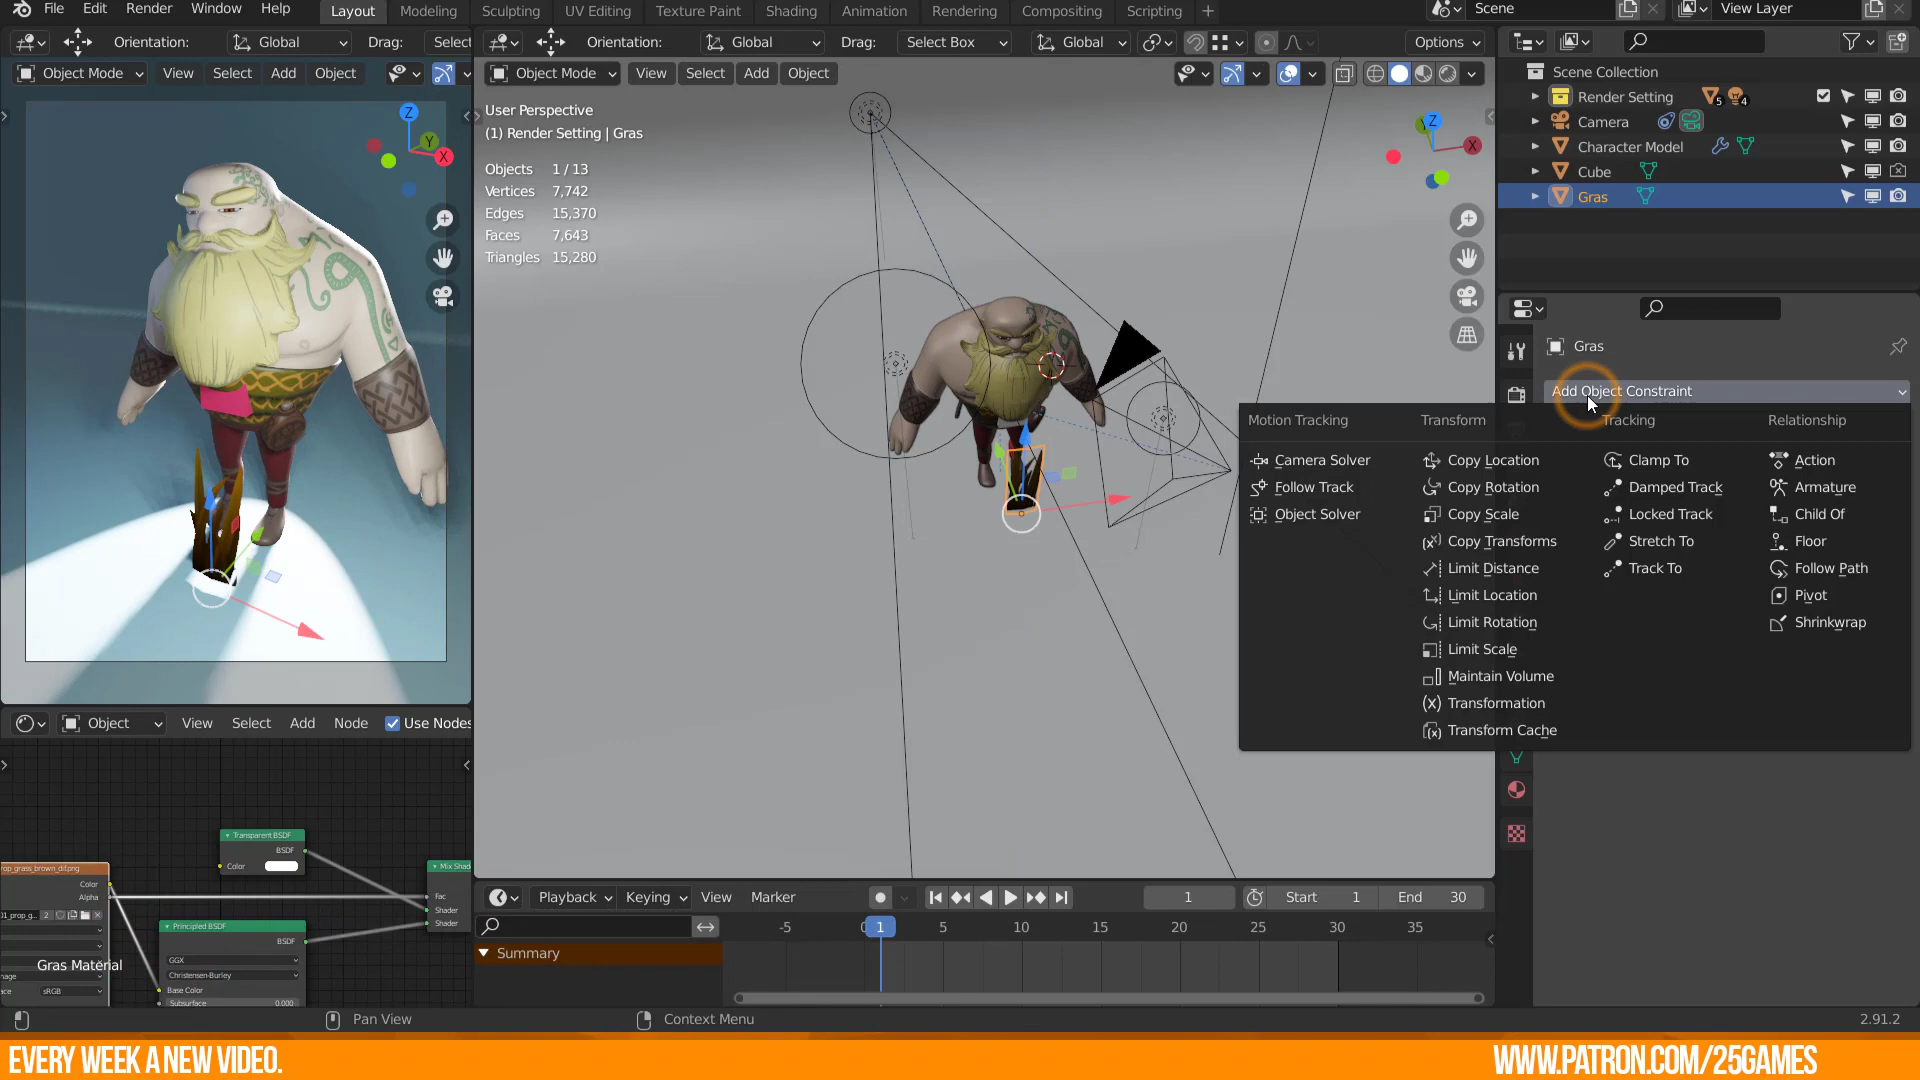 File Edit Render Window Help Layout Modeling Sculpting UV Editing Texture Paint Shading Animation Rendering Compositing Scripting + Scene View Layer
Orientation: Global Drag: Select Orientation: Global Drag: Select Box Global Options
Object Mode View Select Add Object Object Mode View Select Add Object
Scene Collection
Render Setting 5 4
Camera
Character Model
Cube
Gras
User Perspective
(1) Render Setting | Gras
Objects 1 / 13
Vertices 7,742
Edges 15,370
Faces 7,643
Triangles 15,280
Z Y X
Z X
Gras
Add Object Constraint
Motion Tracking Transform Tracking Relationship
Camera Solver Copy Location Clamp To Action
Follow Track Copy Rotation Damped Track Armature
Object Solver Copy Scale Locked Track Child Of
Copy Transforms Stretch To Floor
Limit Distance Track To Follow Path
Limit Location Pivot
Limit Rotation Shrinkwrap
Limit Scale
Maintain Volume
Transformation
Transform Cache
Object View Select Add Node Use Nodes
Transparent BSDF
BSDF
Color
Mix Shad
rop_grass_brown_dif.png
Color
Alpha
01_prop_g... 2
Fac
Shader
Shader
Principled BSDF
BSDF
GGX
Christensen-Burley
Base Color
Subsurface 0.000
Gras Material
mage
ace sRGB
Playback Keying View Marker 1 Start 1 End 30
-5 0 1 5 10 15 20 25 30 35
Summary
Pan View Context Menu 2.91.2
EVERY WEEK A NEW VIDEO. WWW.PATRON.COM/25GAMES